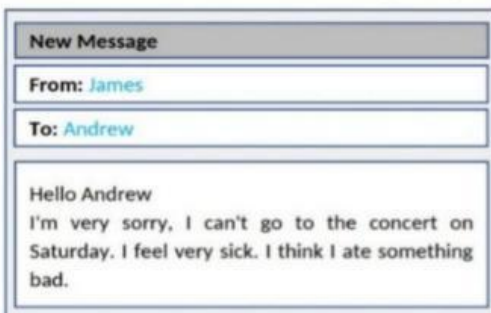 New Message
From: James
To: Andrew
Hello Andrew
I'm very sorry, I can't go to the concert on
Saturday. I feel very sick. I think I ate something
bad.